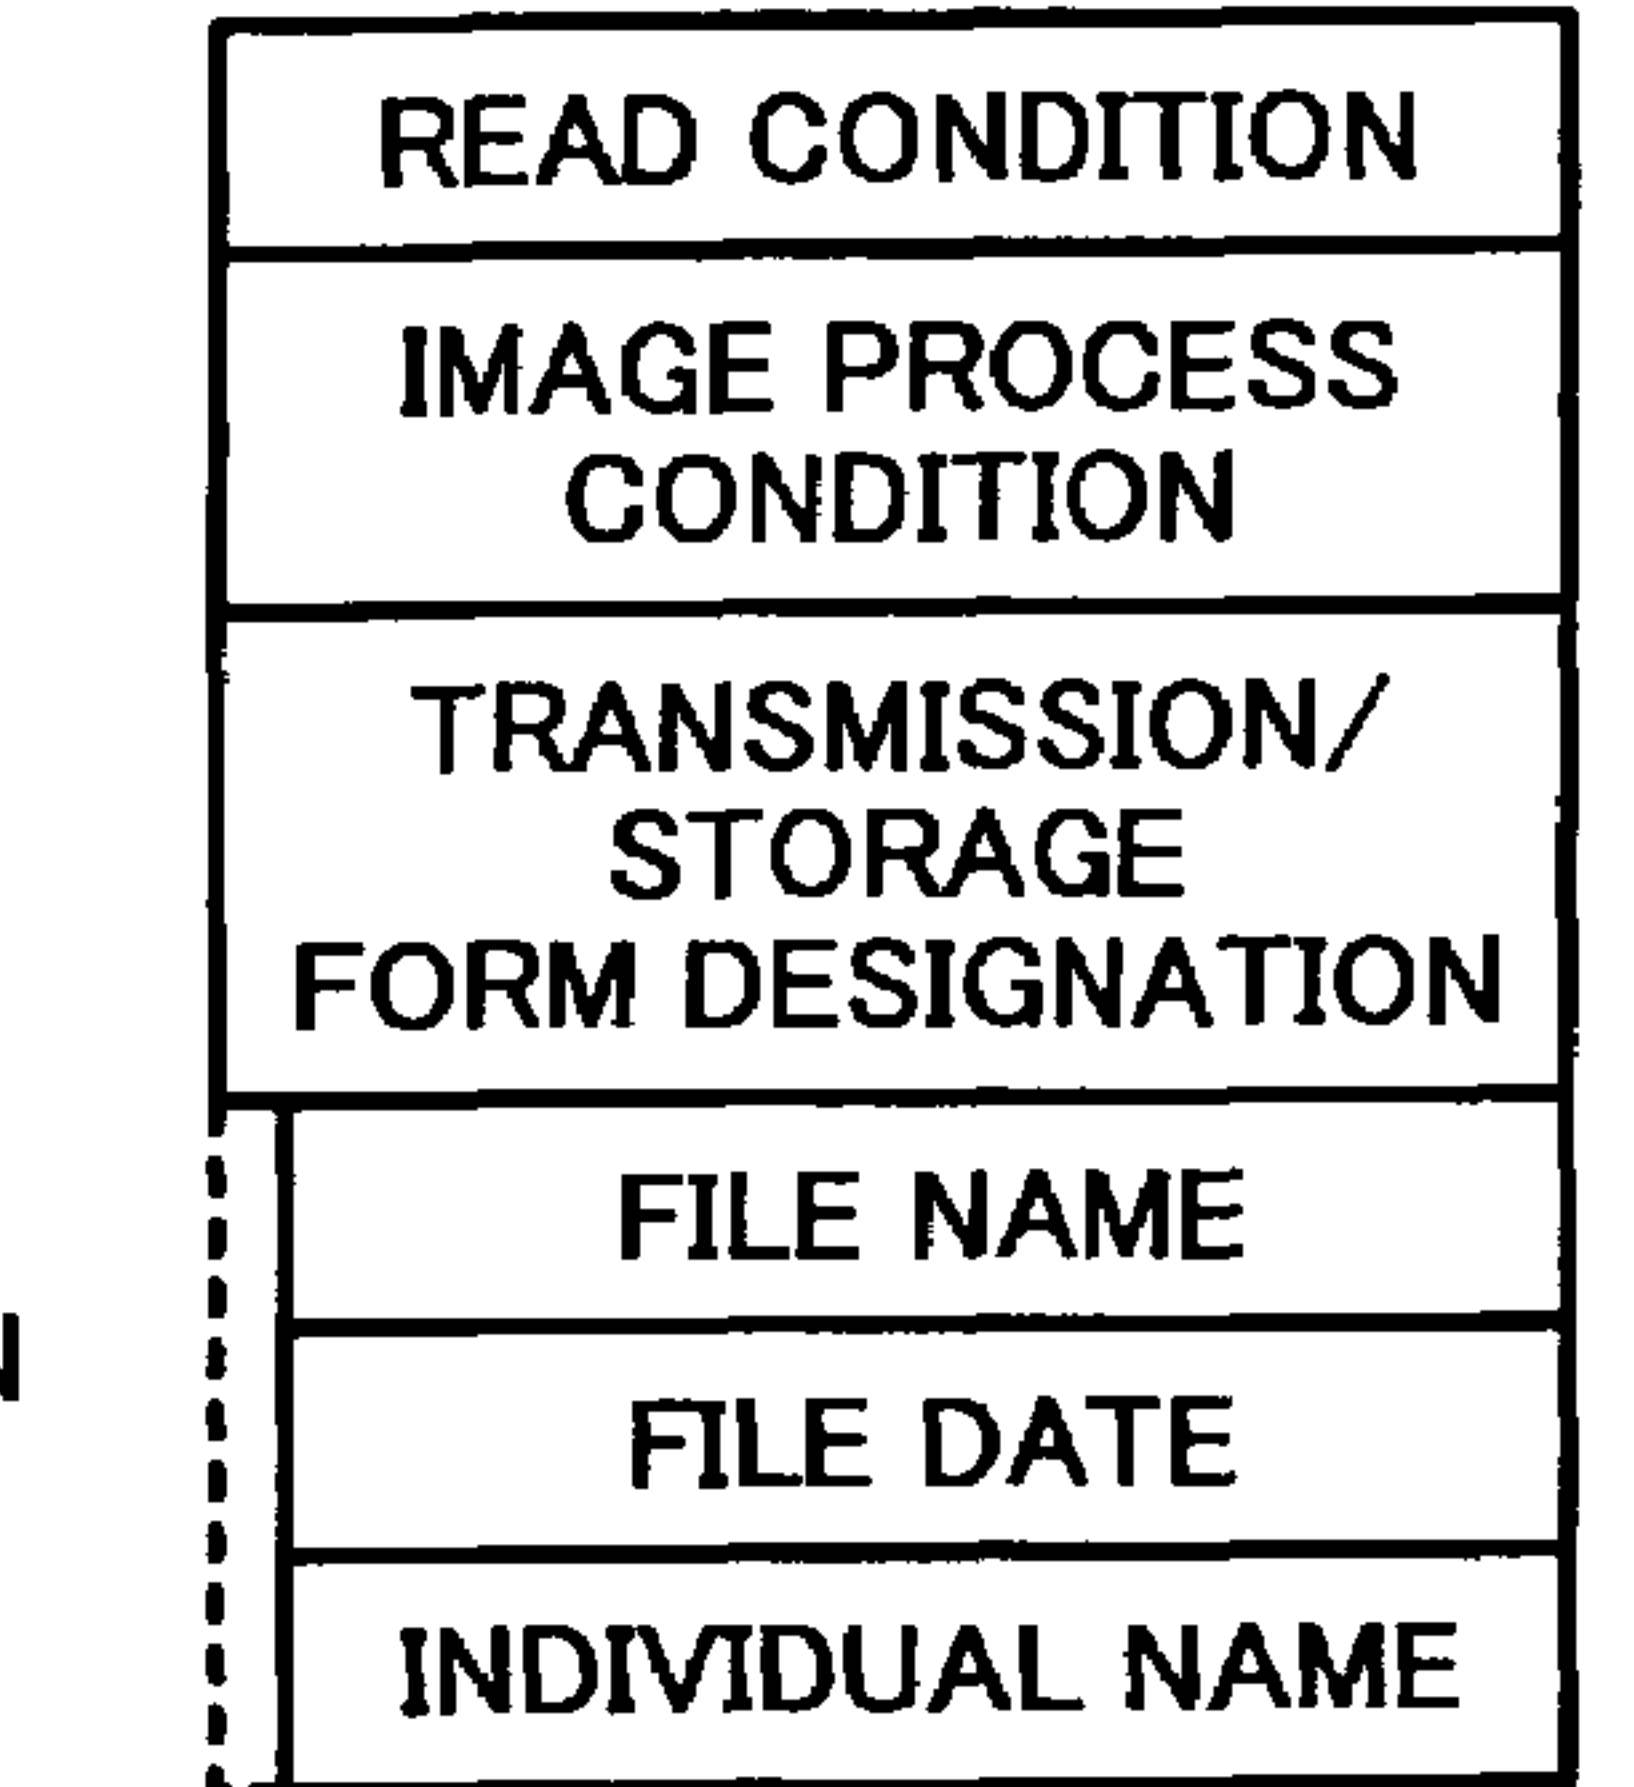 READ CONDITION
IMAGE PROCESS
CONDITION
TRANSMISSION/
STORAGE
FORM DESIGNATION
FILE NAME
FILE DATE
INDIVIDUAL NAME